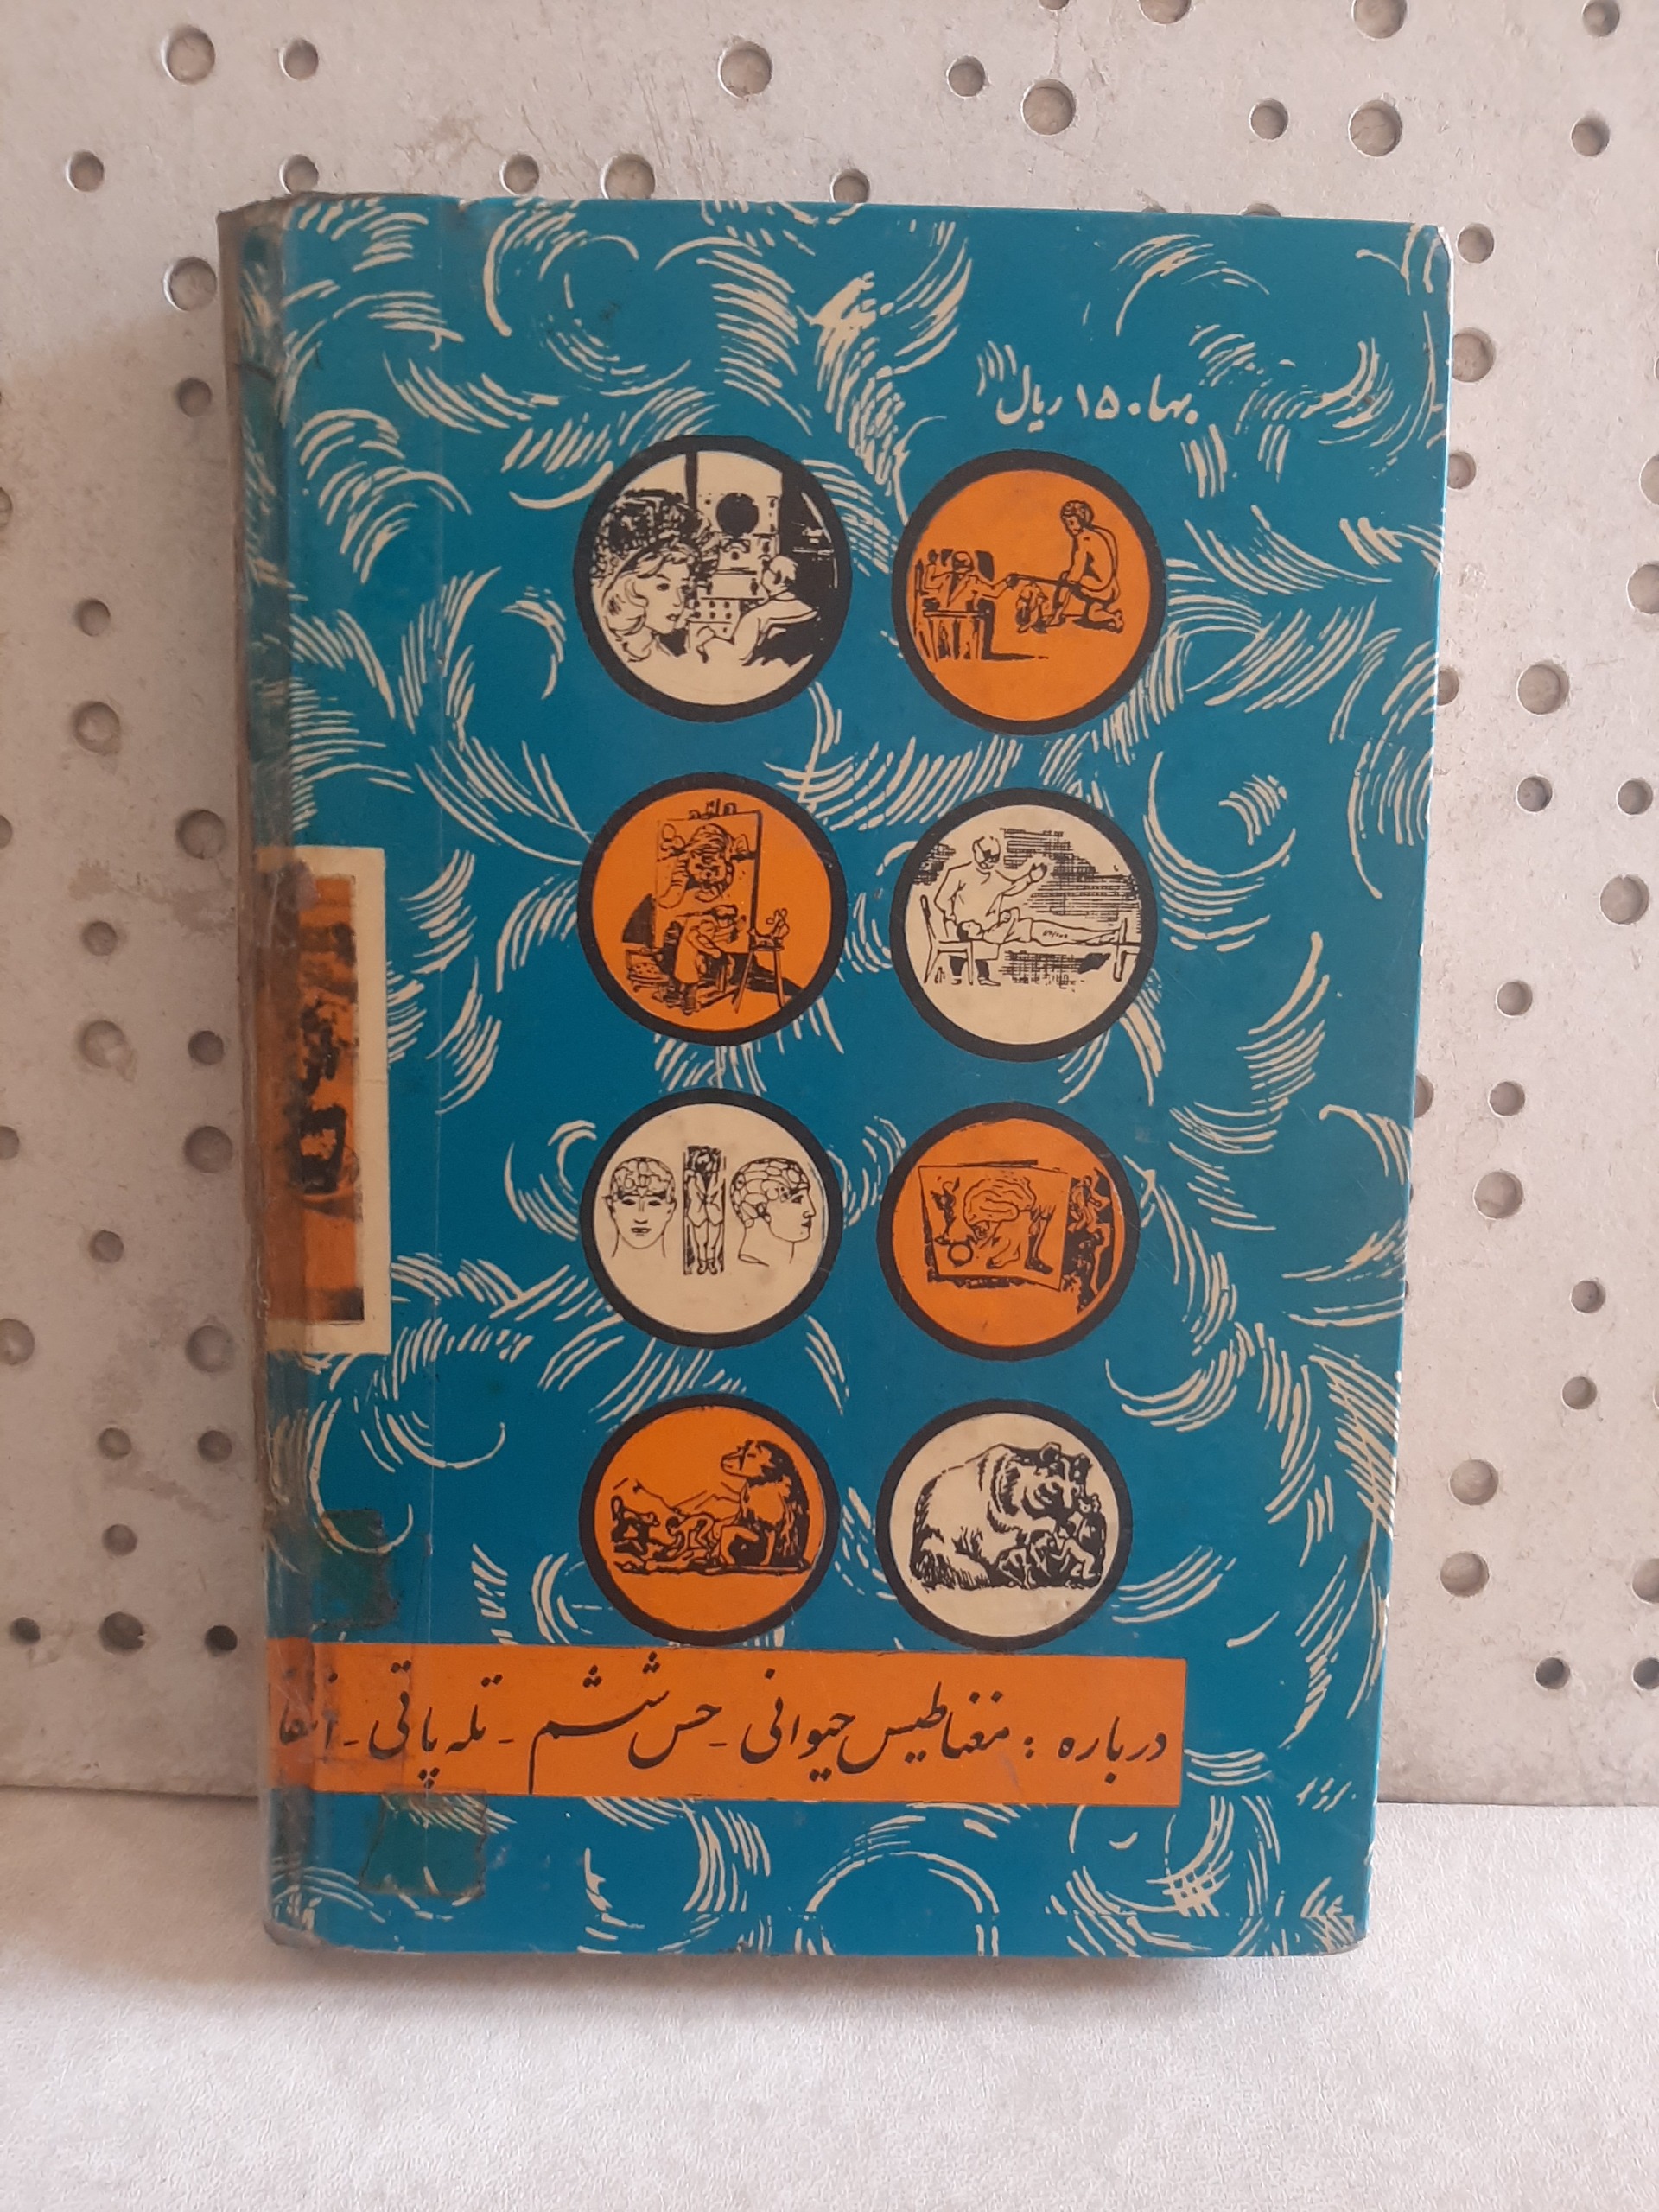 بها ۱۵۰ ریال
درباره : مغناطیس حیوانی - حس ششم - تله پاتی -